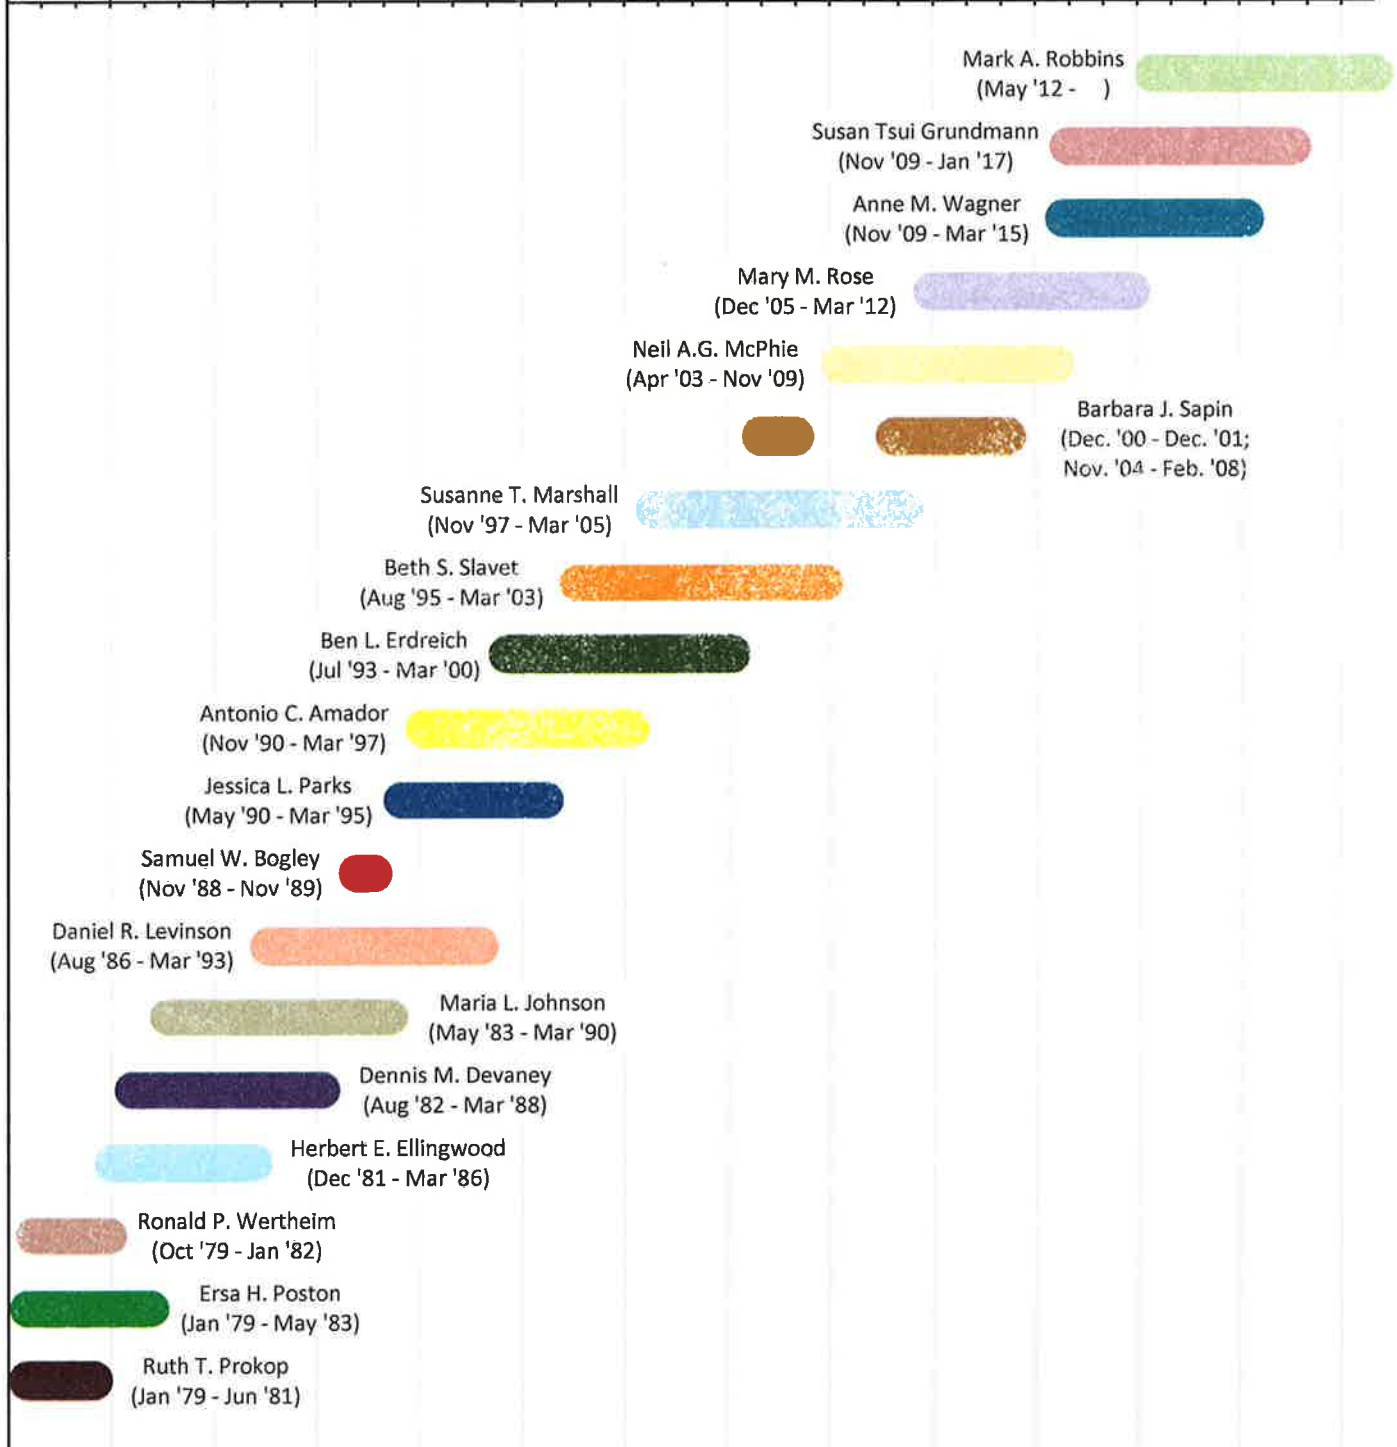 Mark A. Robbins
(May '12 -    )
Susan Tsui Grundmann
(Nov '09 - Jan '17)
Anne M. Wagner
(Nov '09 - Mar '15)
Mary M. Rose
(Dec '05 - Mar '12)
Neil A.G. McPhie
(Apr '03 - Nov '09)
Barbara J. Sapin
(Dec. '00 - Dec. '01;
Nov. '04 - Feb. '08)
Susanne T. Marshall
(Nov '97 - Mar '05)
Beth S. Slavet
(Aug '95 - Mar '03)
Ben L. Erdreich
(Jul '93 - Mar '00)
Antonio C. Amador
(Nov '90 - Mar '97)
Jessica L. Parks
(May '90 - Mar '95)
Samuel W. Bogley
(Nov '88 - Nov '89)
Daniel R. Levinson
(Aug '86 - Mar '93)
Maria L. Johnson
(May '83 - Mar '90)
Dennis M. Devaney
(Aug '82 - Mar '88)
Herbert E. Ellingwood
(Dec '81 - Mar '86)
Ronald P. Wertheim
(Oct '79 - Jan '82)
Ersa H. Poston
(Jan '79 - May '83)
Ruth T. Prokop
(Jan '79 - Jun '81)